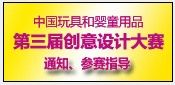 中国玩具和婴童用品
第三届创意设计大赛
通知、参赛指导